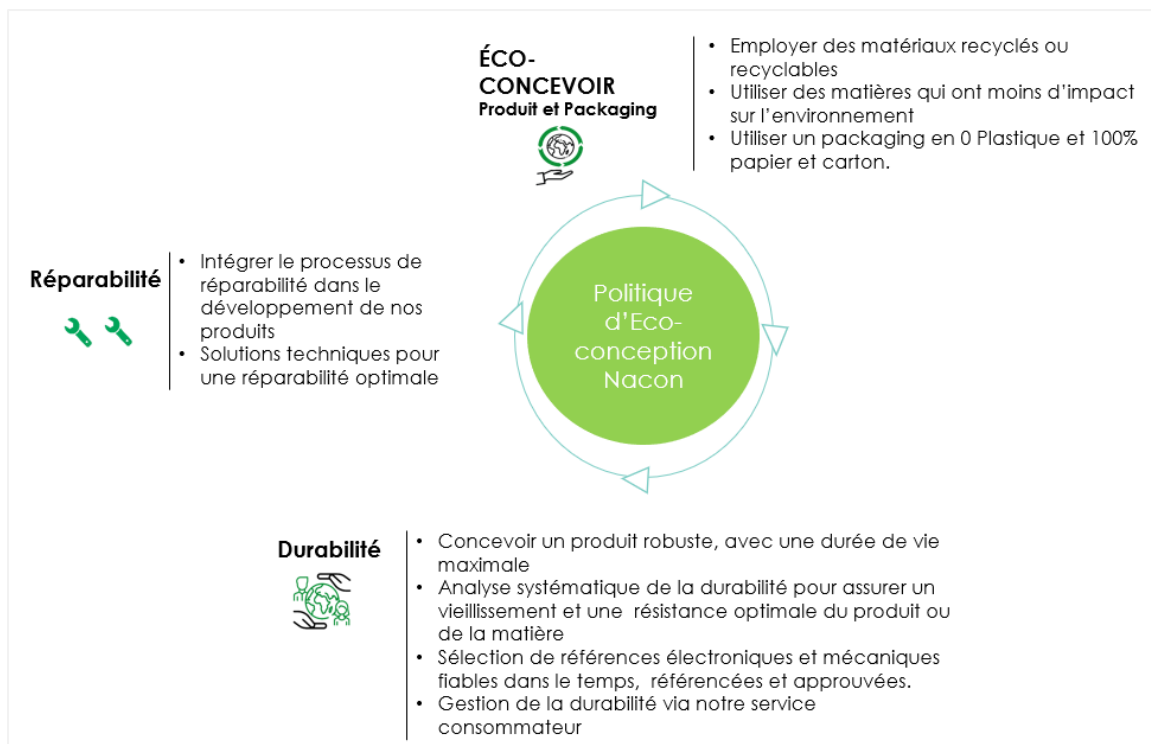 ÉCO-
CONCEVOIR
Produit et Packaging
• Employer des matériaux recyclés ou
recyclables
• Utiliser des matières qui ont moins d'impact
sur l'environnement
• Utiliser un packaging en 0 Plastique et 100%
papier et carton.
Réparabilité
• Intégrer le processus de
réparabilité dans le
développement de nos
produits
• Solutions techniques pour
une réparabilité optimale
Politique
d'Eco-
conception
Nacon
Durabilité
• Concevoir un produit robuste, avec une durée de vie
maximale
• Analyse systématique de la durabilité pour assurer un
vieillissement et une résistance optimale du produit ou
de la matière
• Sélection de références électroniques et mécaniques
fiables dans le temps, référencées et approuvées.
• Gestion de la durabilité via notre service
consommateur